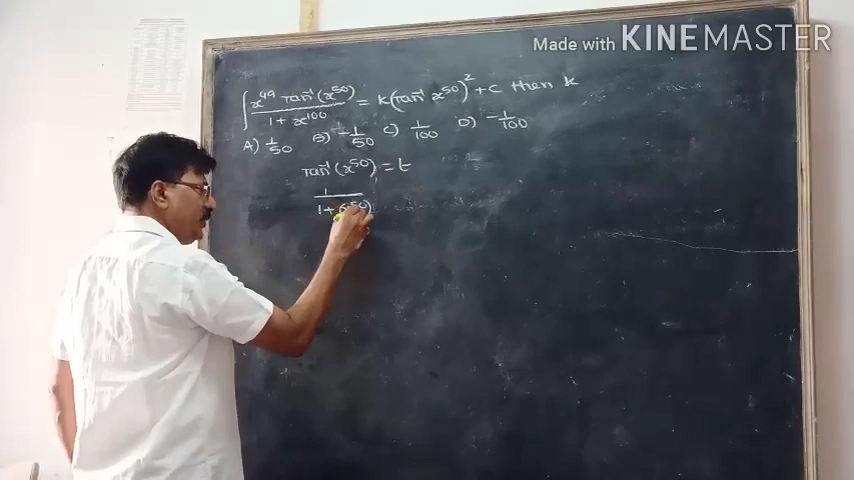 Made with KINEMASTER
∫ x⁴⁹ Tan⁻¹(x⁵⁰) / 1 + x¹⁰⁰ = K(Tan⁻¹ x⁵⁰)² + C then K
A) 1/50 B) -1/50 C) 1/100 D) -1/100
Tan⁻¹(x⁵⁰) = t
1 / 1 + (x⁵⁰)